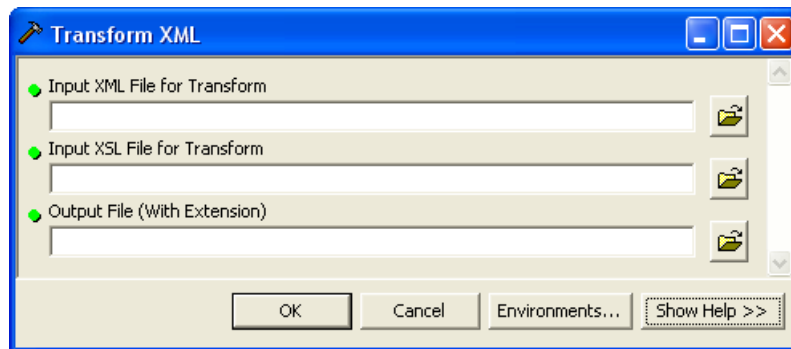 Transform XML
Input XML File for Transform
Input XSL File for Transform
Output File (With Extension)
OK
Cancel
Environments...
Show Help >>